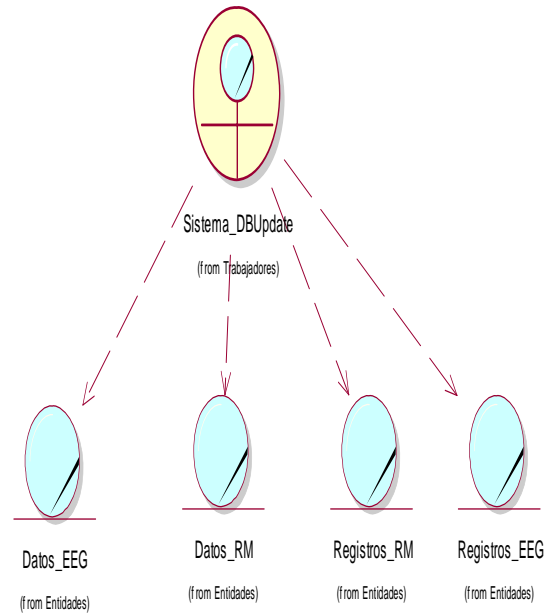 Sistema_DBUpdate
(from Trabajadores)
Datos_EEG
(from Entidades)
Datos_RM
(from Entidades)
Registros_RM
(from Entidades)
Registros_EEG
(from Entidades)